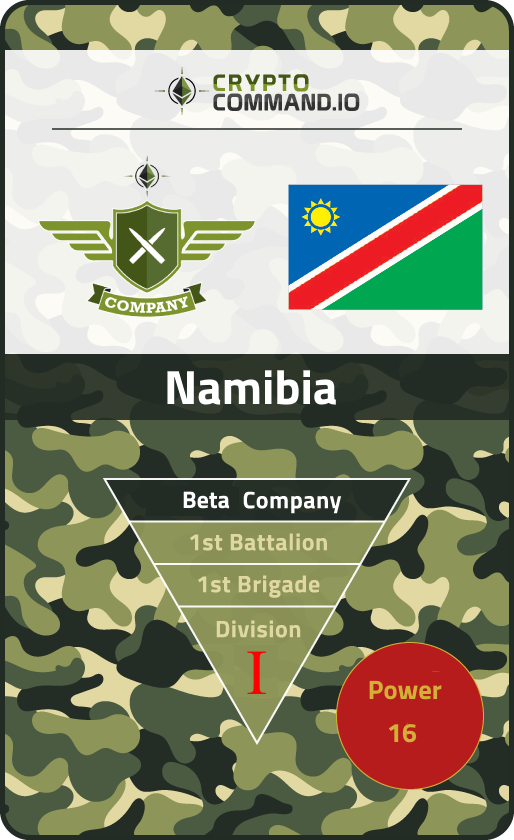 CRYPTO
COMMAND.IO
COMPANY
Namibia
Beta Company
1st Battalion
1st Brigade
Division
I
Power
16